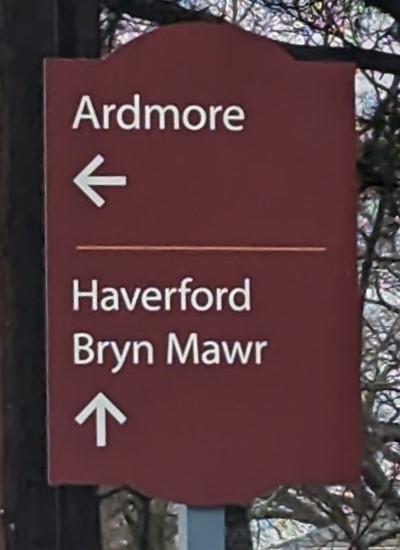 Ardmore
←
Haverford
Bryn Mawr
↑